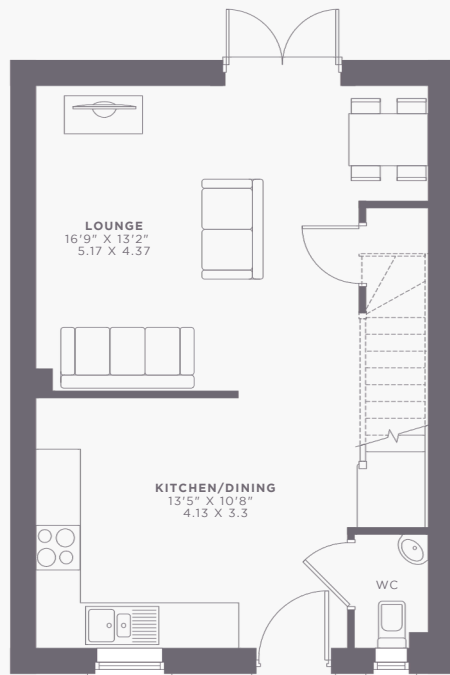 LOUNGE
16'9" X 13'2"
5.17 X 4.37
KITCHEN/DINING
13'5" X 10'8"
4.13 X 3.3
WC